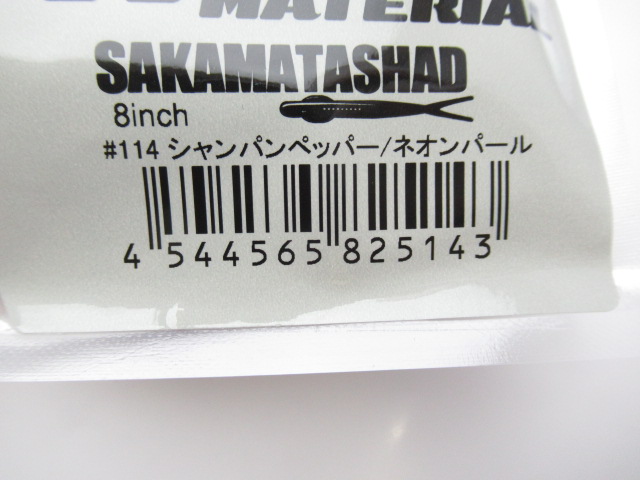 MATERIAL
SAKAMATASHAD
8inch
#114 シャンパンペッパー/ネオンパール
4 544565 825143